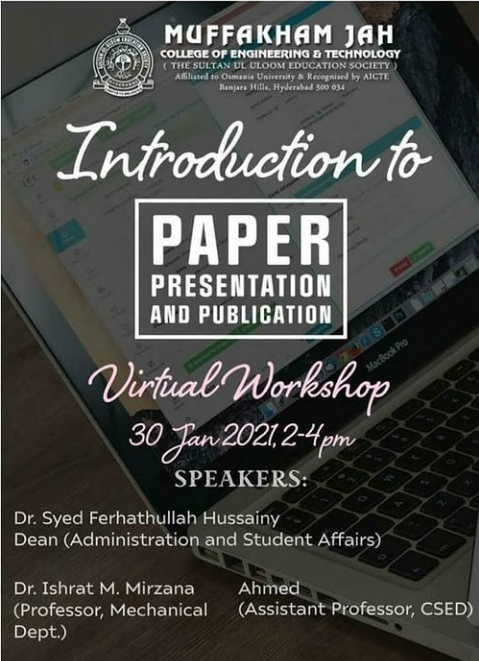 MUFFAKHAM JAH
COLLEGE OF ENGINEERING & TECHNOLOGY
( THE SULTAN UL ULOOM EDUCATION SOCIETY )
Affiliated to Osmania University & Recognised by AICTE
Banjara Hills, Hyderabad 500 034
Introduction to
PAPER
PRESENTATION
AND PUBLICATION
Virtual Workshop
30 Jan 2021, 2-4pm
SPEAKERS:
Dr. Syed Ferhathullah Hussainy
Dean (Administration and Student Affairs)
Dr. Ishrat M. Mirzana
(Professor, Mechanical
Dept.)
Ahmed
(Assistant Professor, CSED)
MacBook Pro